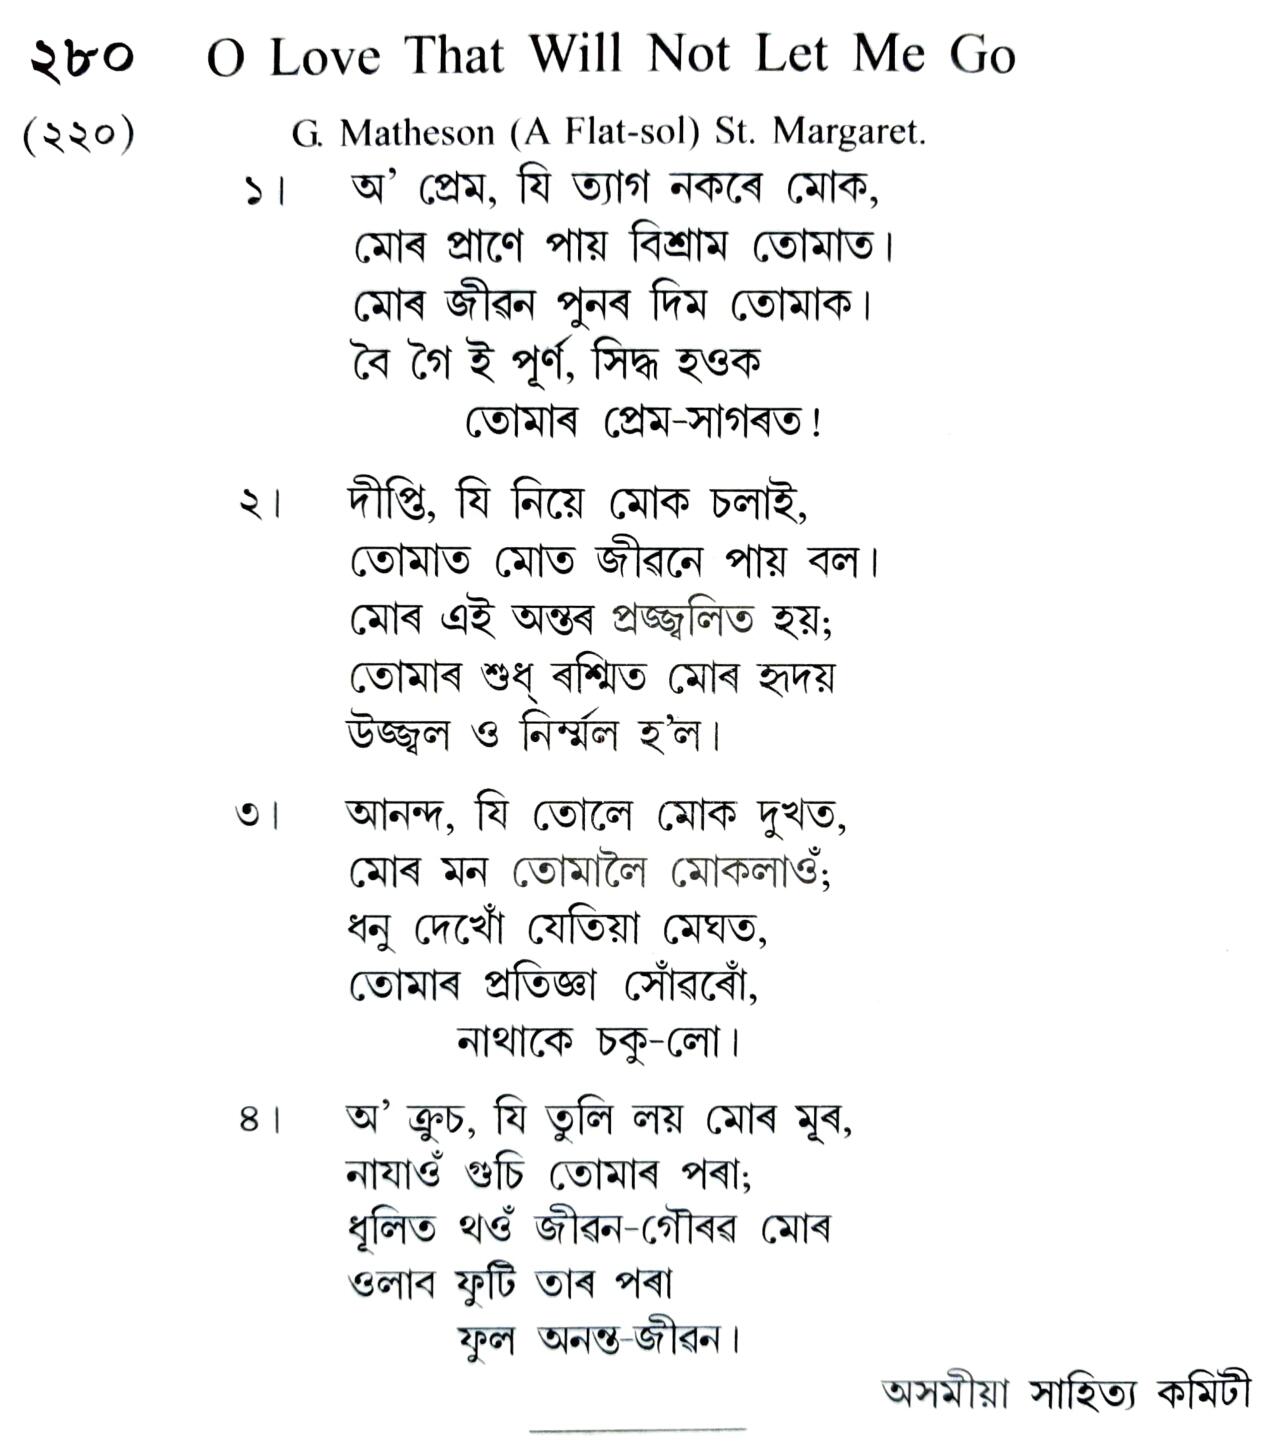 ২৮০ O Love That Will Not Let Me Go
(২২০) G. Matheson (A Flat-sol) St. Margaret.
১। অ’ প্ৰেম, যি ত্যাগ নকৰে মোক,
মোৰ প্ৰাণে পায় বিশ্ৰাম তোমাত।
মোৰ জীৱন পুনৰ দিম তোমাক।
বৈ গৈ ই পূৰ্ণ, সিদ্ধ হওক
তোমাৰ প্ৰেম-সাগৰত!
২। দীপ্তি, যি নিয়ে মোক চলাই,
তোমাত মোত জীৱনে পায় বল।
মোৰ এই অন্তৰ প্ৰজ্জ্বলিত হয়;
তোমাৰ শুধ্ ৰশ্মিত মোৰ হৃদয়
উজ্জ্বল ও নিৰ্ম্মল হ’ল।
৩। আনন্দ, যি তোলে মোক দুখত,
মোৰ মন তোমালৈ মোকলাওঁ;
ধনু দেখোঁ যেতিয়া মেঘত,
তোমাৰ প্ৰতিজ্ঞা সোঁৱৰোঁ,
নাথাকে চকু-লো।
৪। অ’ ক্ৰুচ, যি তুলি লয় মোৰ মূৰ,
নাযাওঁ গুচি তোমাৰ পৰা;
ধূলিত থওঁ জীৱন-গৌৰৱ মোৰ
ওলাব ফুটি তাৰ পৰা
ফুল অনন্ত-জীৱন।
অসমীয়া সাহিত্য কমিটী